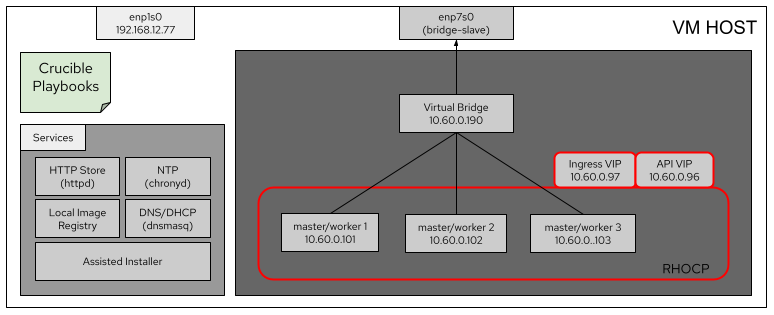 enp1s0
192.168.12.77
enp7s0
(bridge-slave)
VM HOST
Crucible
Playbooks
Virtual Bridge
10.60.0.190
Services
HTTP Store
(httpd)
NTP
(chronyd)
Local Image
Registry
DNS/DHCP
(dnsmasq)
Assisted Installer
Ingress VIP
10.60.0.97
API VIP
10.60.0.96
master/worker 1
10.60.0.101
master/worker 2
10.60.0.102
master/worker 3
10.60.0..103
RHOCP